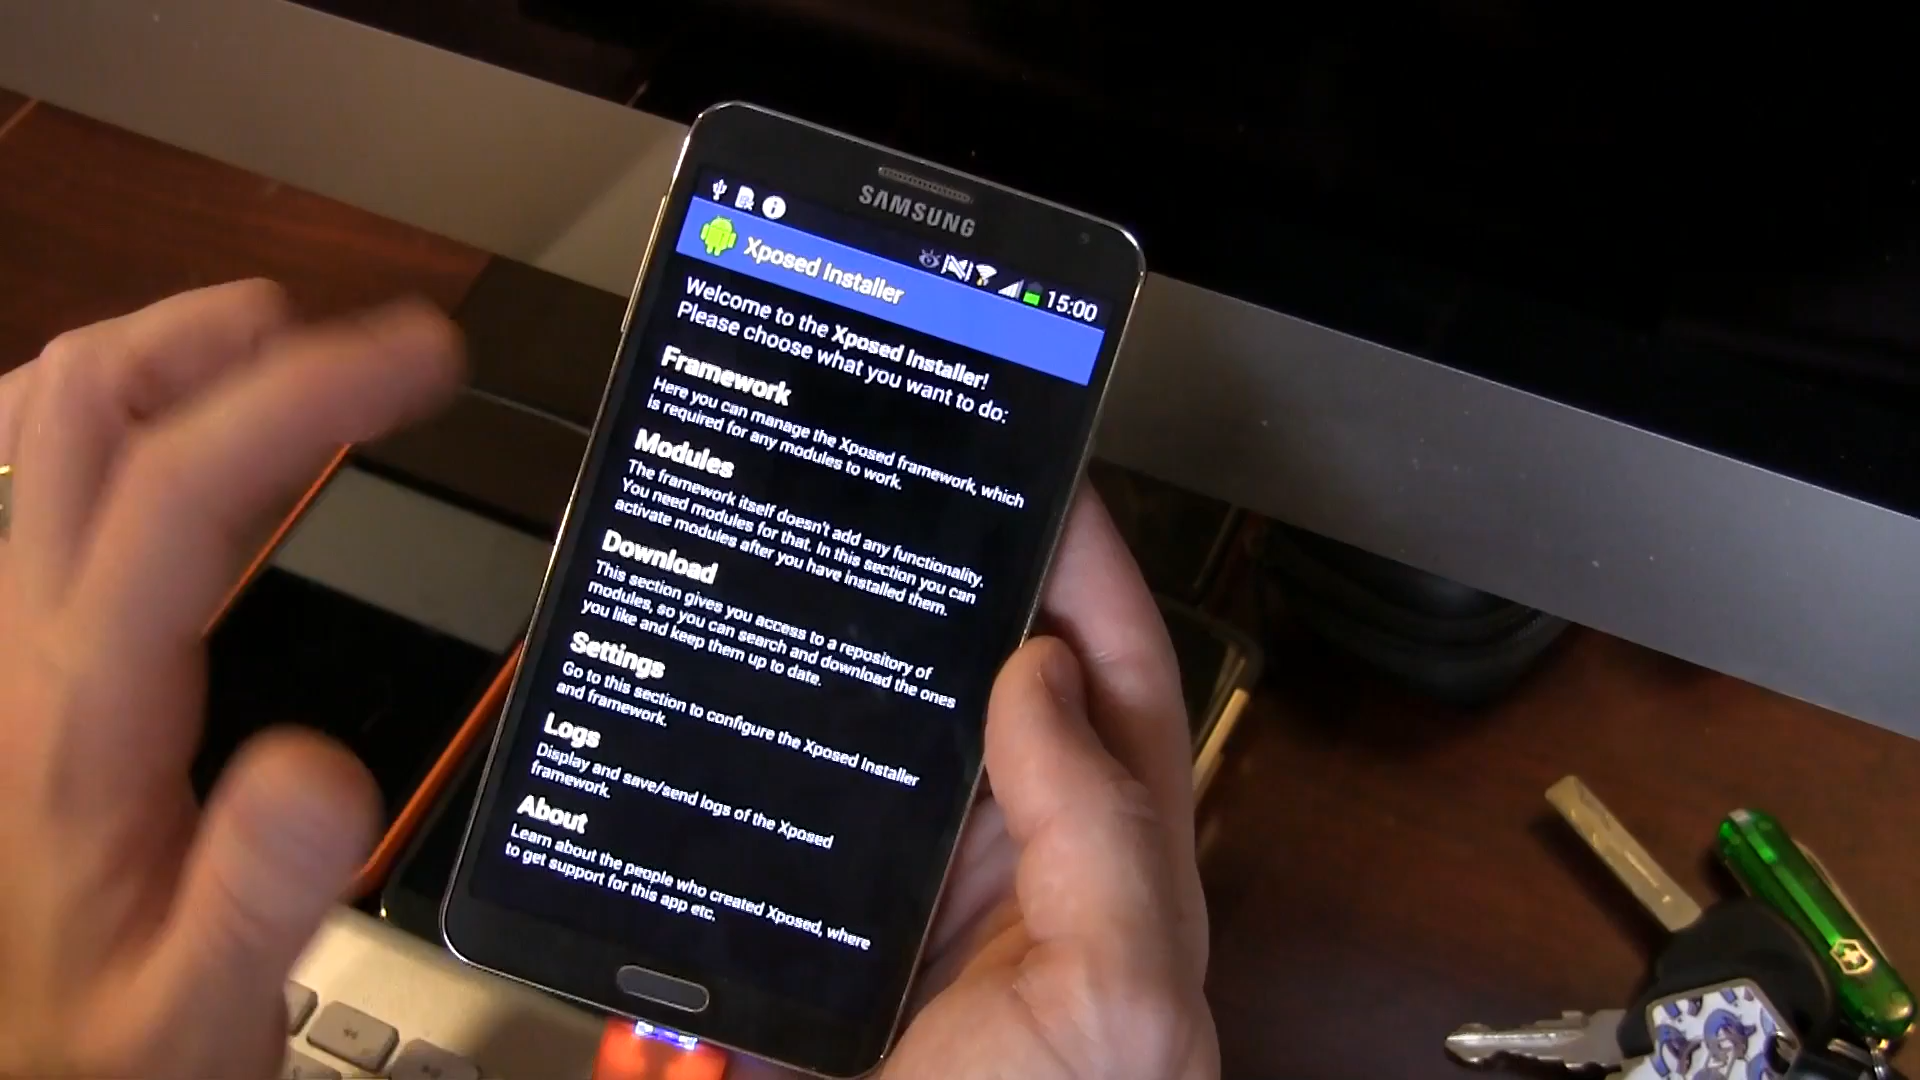 SAMSUNG
15:00
Xposed Installer
Welcome to the Xposed Installer!
Please choose what you want to do:
Framework
Here you can manage the Xposed framework, which
is required for any modules to work.
Modules
The framework itself doesn't add any functionality.
You need modules for that. In this section you can
activate modules after you have installed them.
Download
This section gives you access to a repository of
modules, so you can search and download the ones
you like and keep them up to date.
Settings
Go to this section to configure the Xposed Installer
and framework.
Logs
Display and save/send logs of the Xposed
framework.
About
Learn about the people who created Xposed, where
to get support for this app etc.